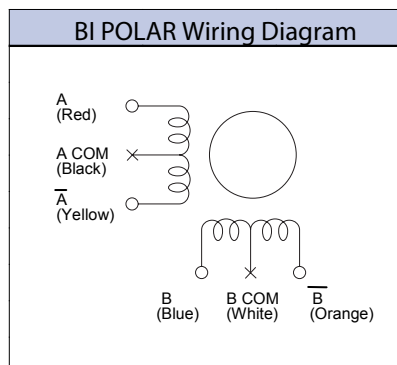 BI POLAR Wiring Diagram
A
(Red)
A COM
(Black)
A̅
(Yellow)
B B COM B̅
(Blue) (White) (Orange)